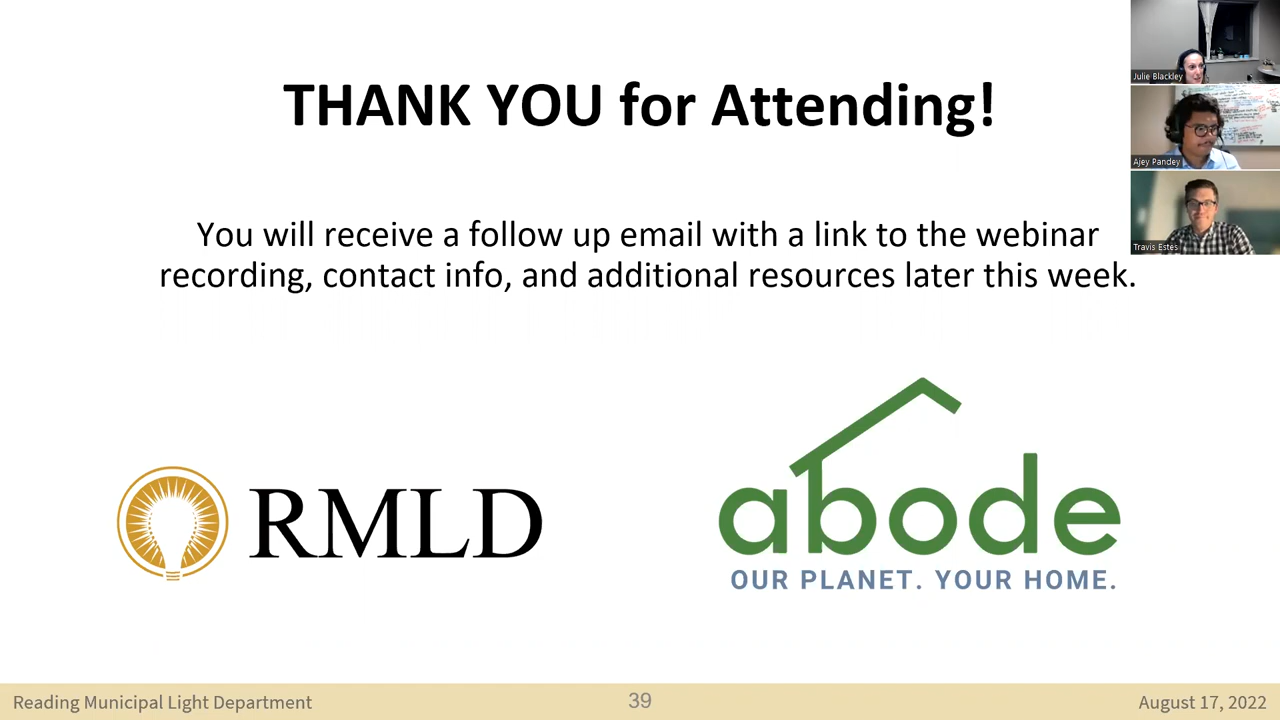 THANK YOU for Attending!
You will receive a follow up email with a link to the webinar
recording, contact info, and additional resources later this week.
RMLD
abode
OUR PLANET. YOUR HOME.
Reading Municipal Light Department
39
August 17, 2022
Julie Blackley
Ajey Pandey
Travis Estes